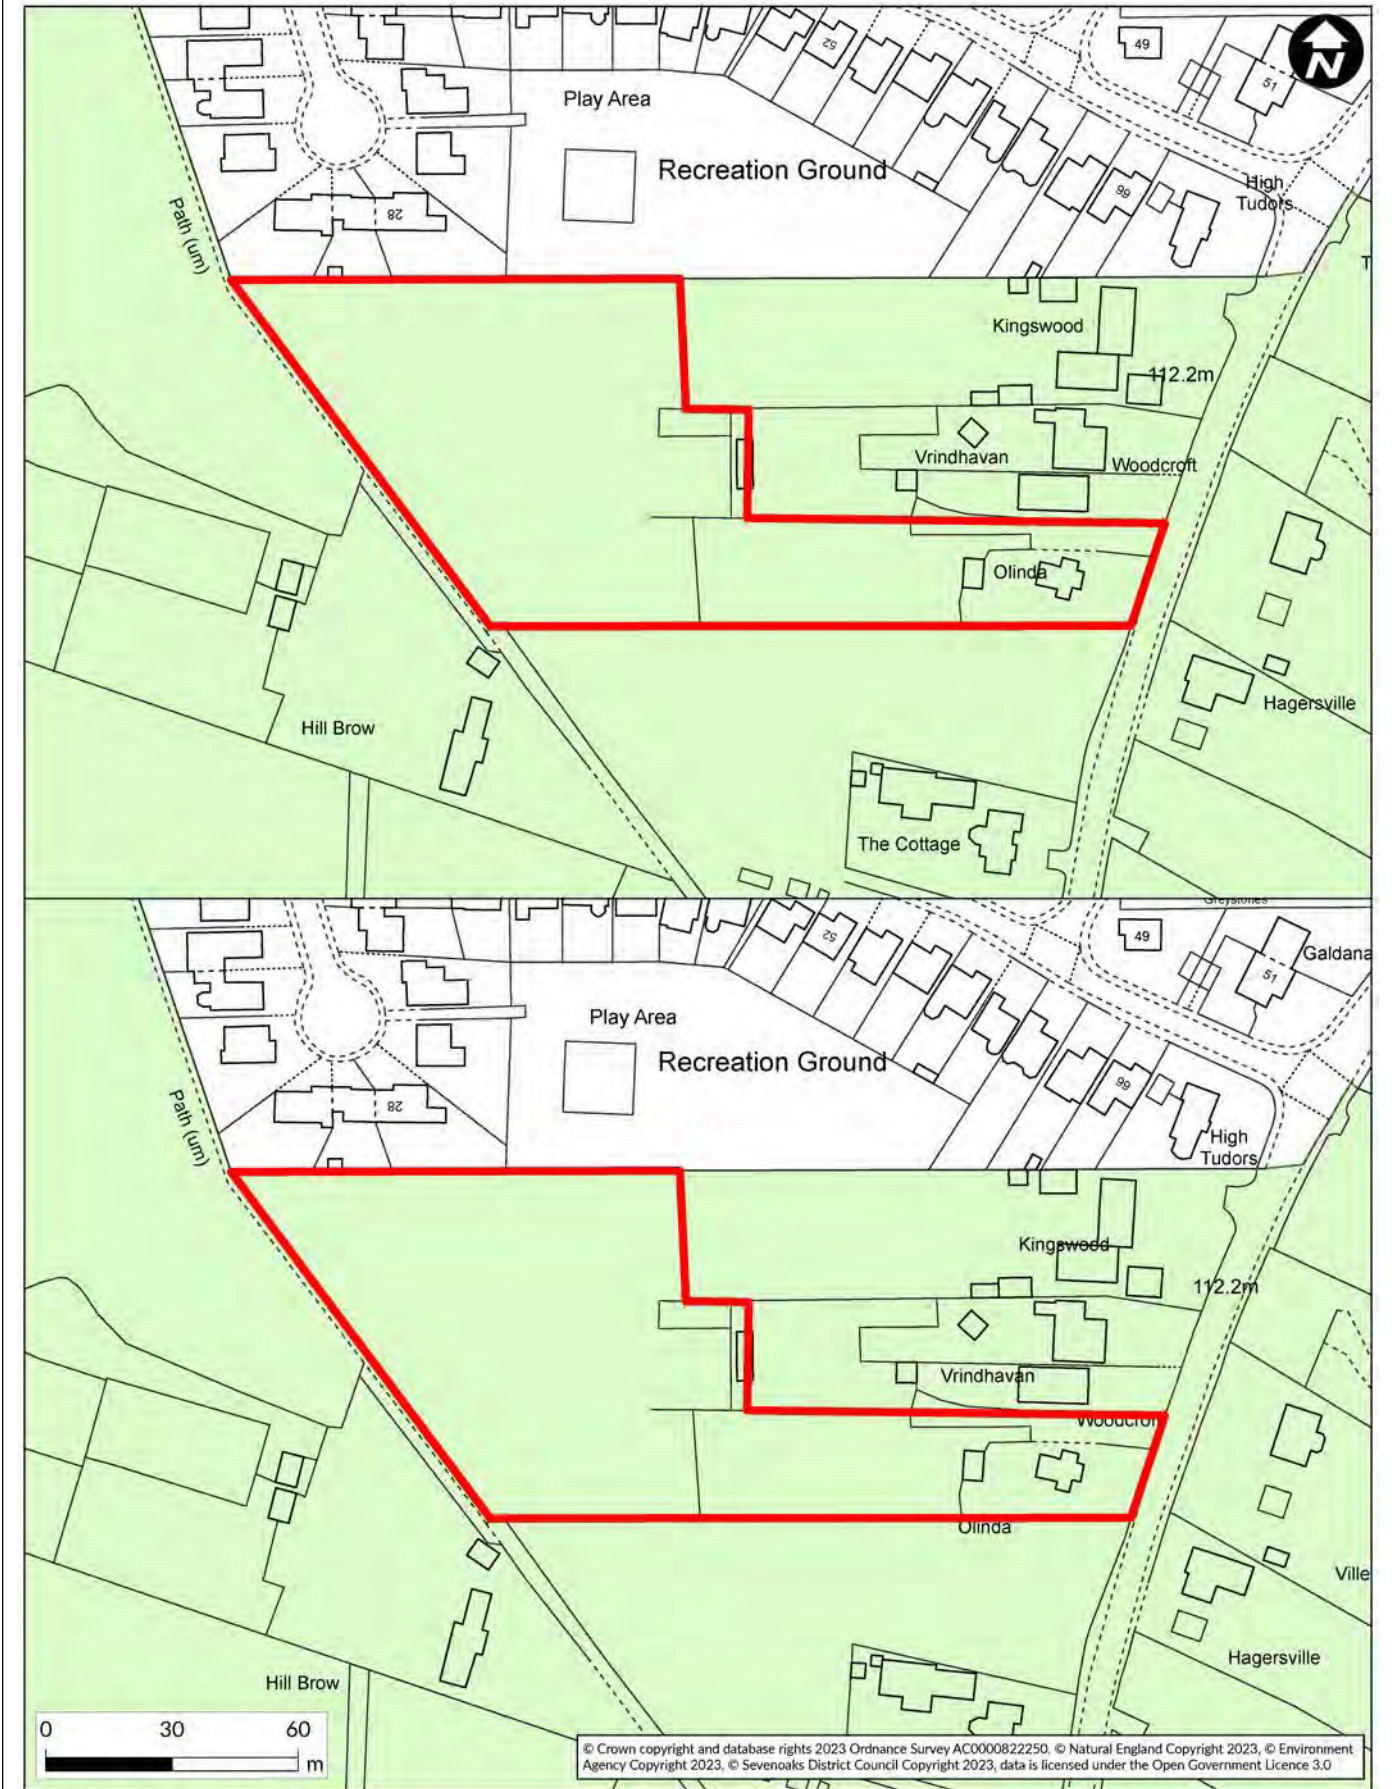 N
52
49
51
Play Area
Recreation Ground
66
High
Tudors
28
Path (um)
T
Kingswood
112.2m
Vrindhavan
Woodcroft
Olinda
Hagersville
Hill Brow
The Cottage
Greystones
52
49
Galdana
51
Play Area
Recreation Ground
66
28
Path (um)
High
Tudors
Kingswood
112.2m
Vrindhavan
Woodcrof
Olinda
Ville
Hagersville
Hill Brow
0 30 60
m
© Crown copyright and database rights 2023 Ordnance Survey AC0000822250. © Natural England Copyright 2023, © Environment
Agency Copyright 2023, © Sevenoaks District Council Copyright 2023, data is licensed under the Open Government Licence 3.0